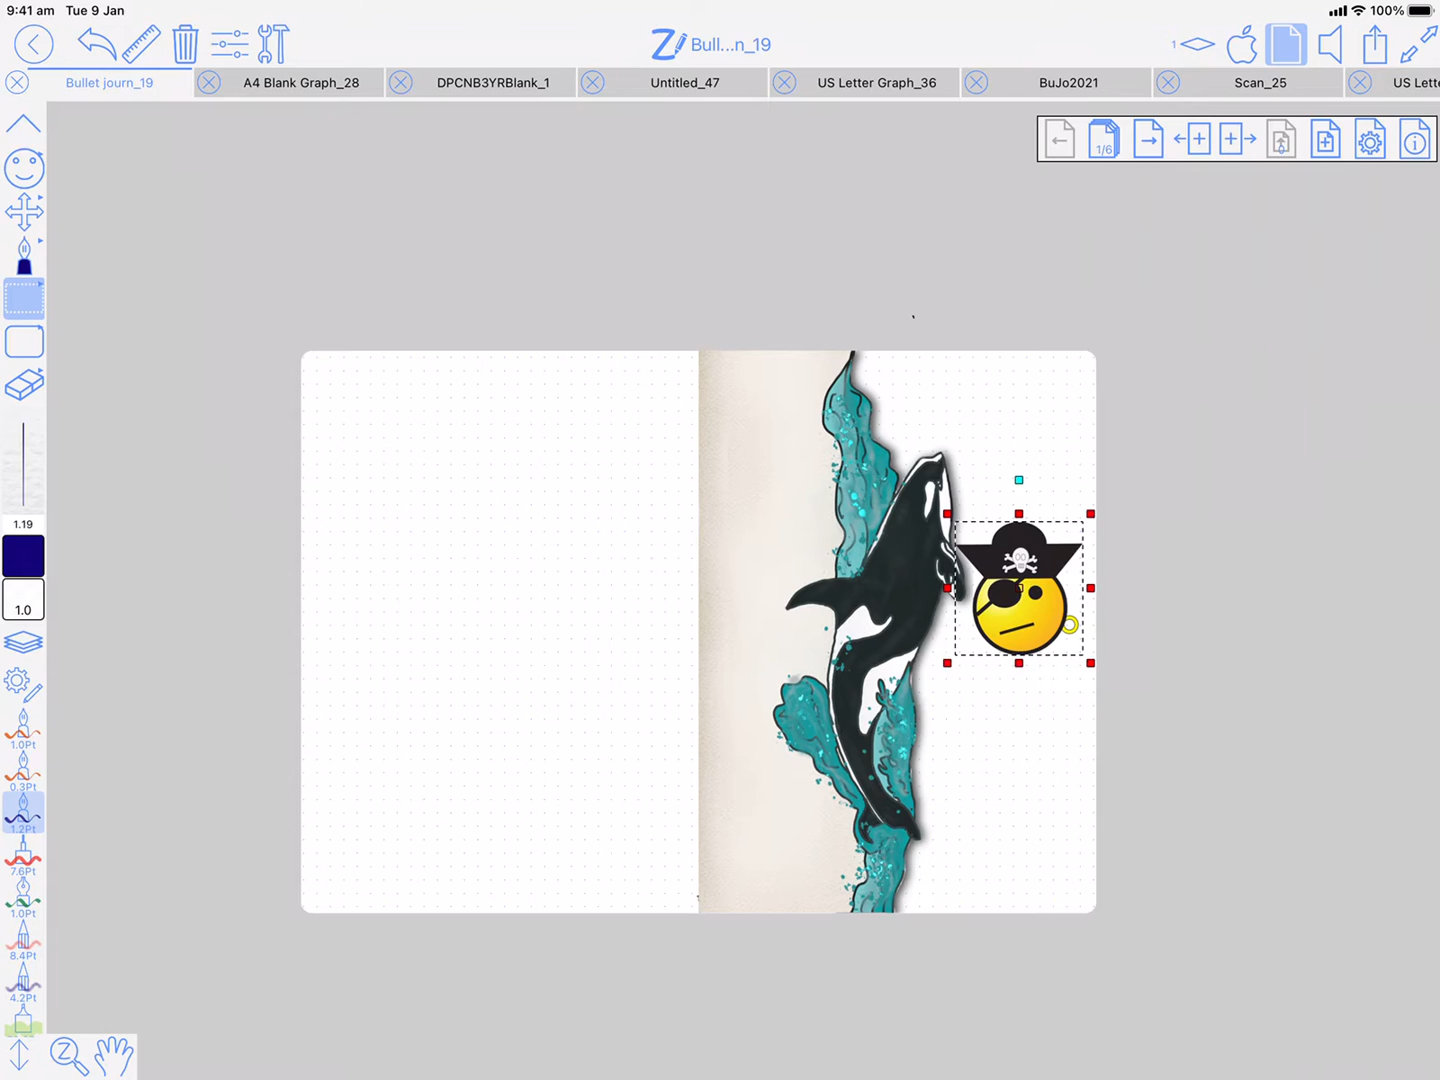 9:41 am Tue 9 Jan
100%
Z Bull...n_19
1
Bullet journ_19
A4 Blank Graph_28
DPCNB3YRBlank_1
Untitled_47
US Letter Graph_36
BuJo2021
Scan_25
US Lette
1/6
0
1.19
1.0
1.0Pt
0.3Pt
1.2Pt
7.6Pt
1.0Pt
8.4Pt
4.2Pt
Z